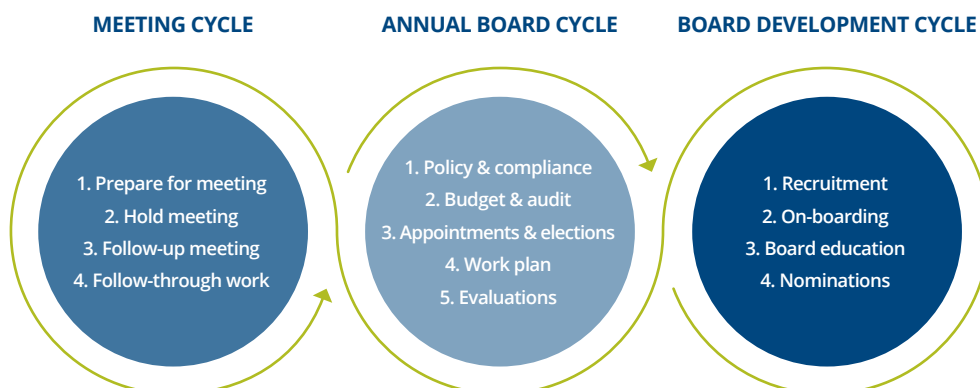 MEETING CYCLE
1. Prepare for meeting
2. Hold meeting
3. Follow-up meeting
4. Follow-through work
ANNUAL BOARD CYCLE
1. Policy & compliance
2. Budget & audit
3. Appointments & elections
4. Work plan
5. Evaluations
BOARD DEVELOPMENT CYCLE
1. Recruitment
2. On-boarding
3. Board education
4. Nominations